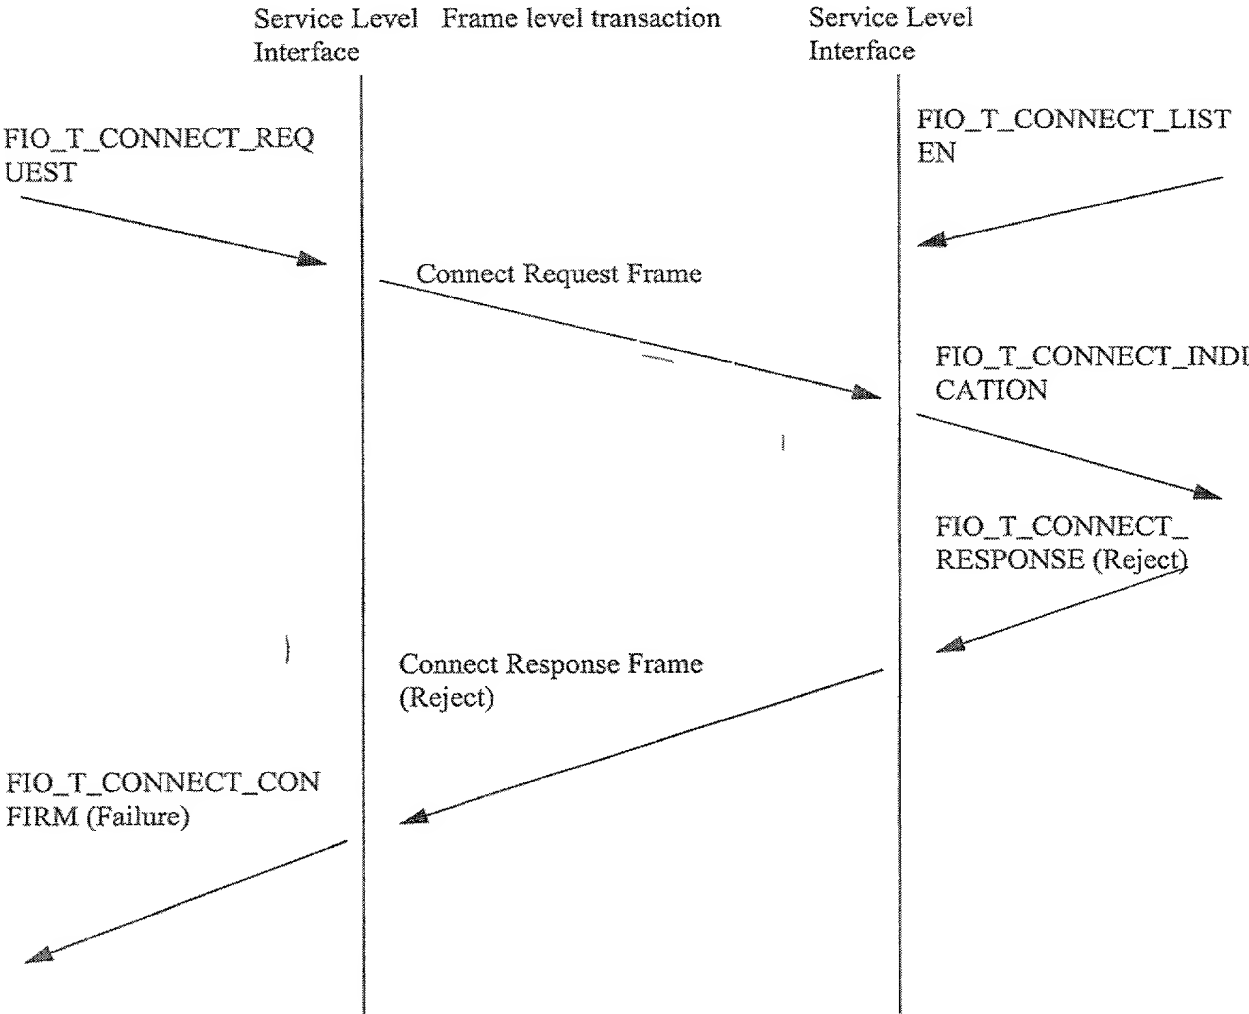 Service Level
Interface
Frame level transaction
Service Level
Interface
FIO_T_CONNECT_REQ
UEST
FIO_T_CONNECT_LIST
EN
Connect Request Frame
FIO_T_CONNECT_INDI
CATION
FIO_T_CONNECT_
RESPONSE (Reject)
Connect Response Frame
(Reject)
FIO_T_CONNECT_CON
FIRM (Failure)